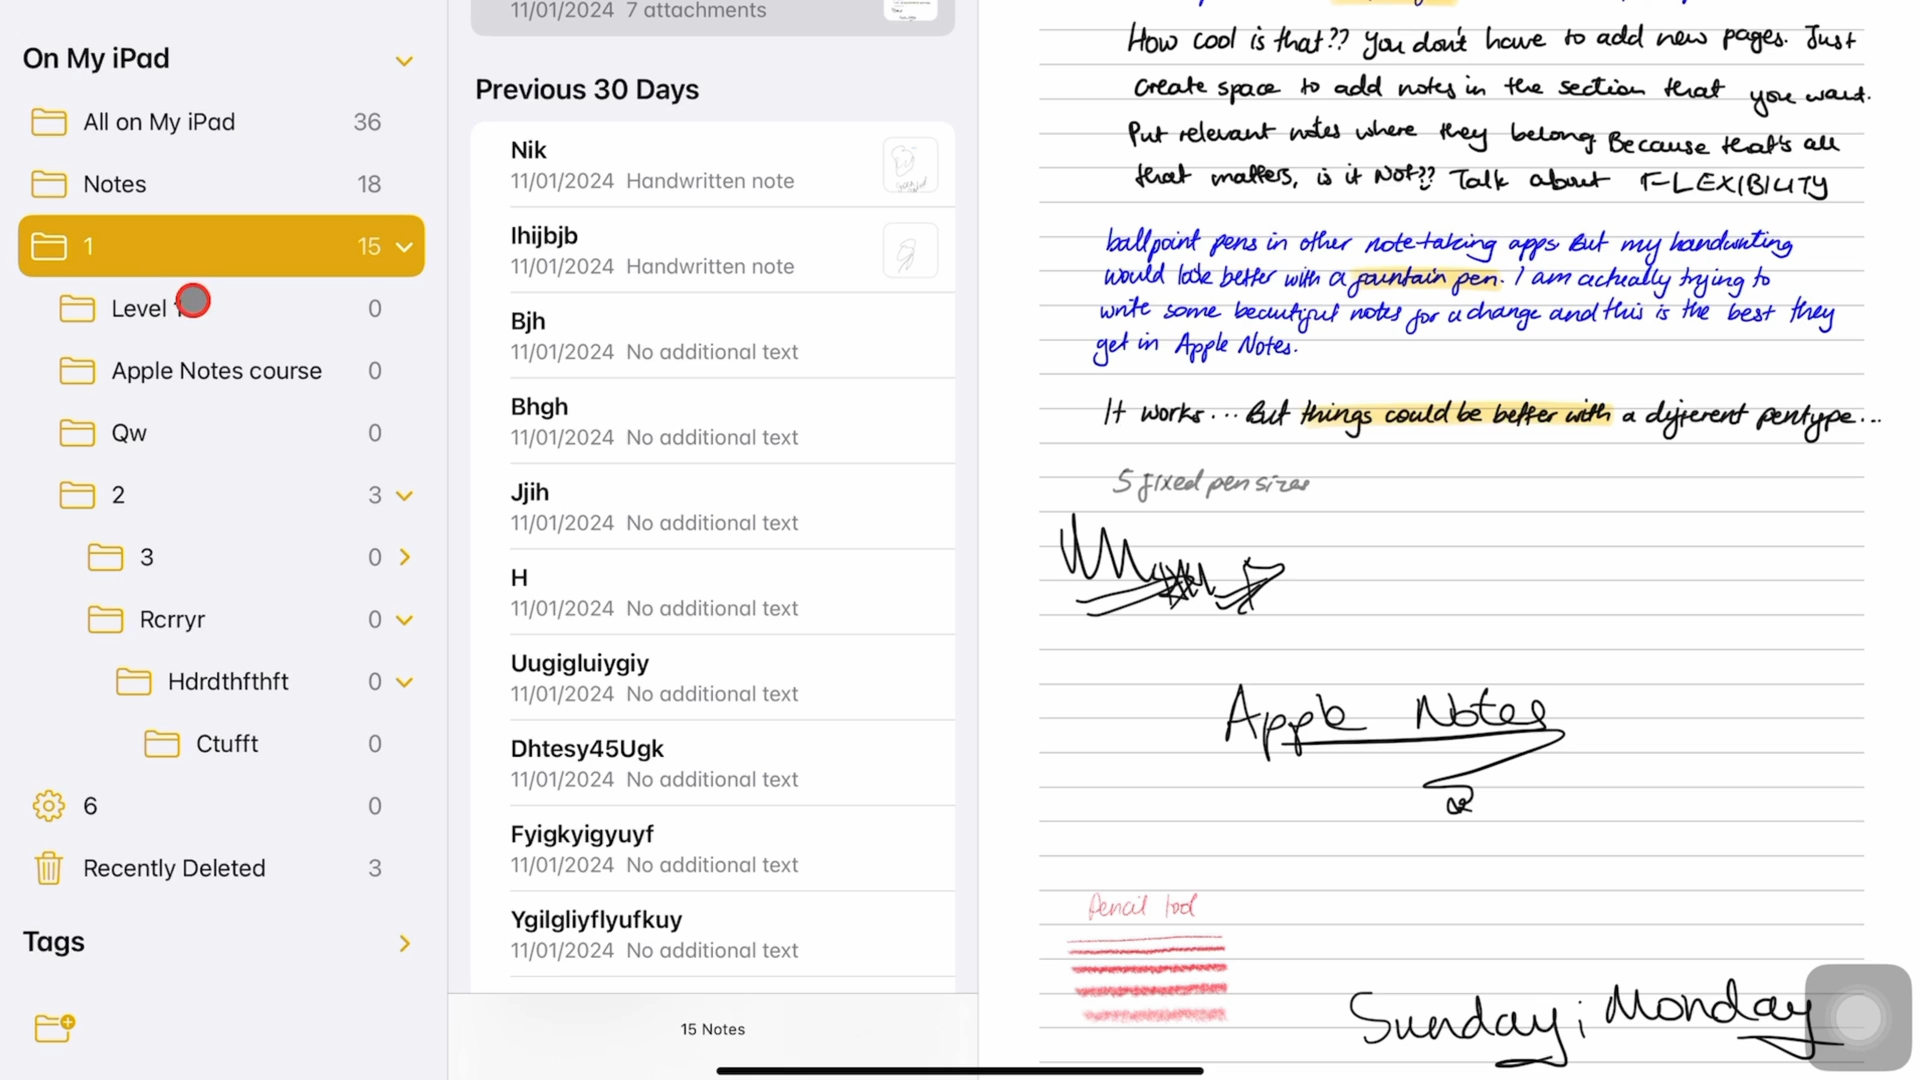 On My iPad
All on My iPad 36
Notes 18
1 15
Level 0
Apple Notes course 0
Qw 0
2 3
3 0
Rcrryr 0
Hdrdthfthft 0
Ctufft 0
6 0
Recently Deleted 3
Tags
11/01/2024 7 attachments
Previous 30 Days
Nik
11/01/2024 Handwritten note
Ihijbjb
11/01/2024 Handwritten note
Bjh
11/01/2024 No additional text
Bhgh
11/01/2024 No additional text
Jjih
11/01/2024 No additional text
H
11/01/2024 No additional text
Uugigluiygiy
11/01/2024 No additional text
Dhtesy45Ugk
11/01/2024 No additional text
Fyigkyigyuyf
11/01/2024 No additional text
Ygilgliyflyufkuy
11/01/2024 No additional text
15 Notes
How cool is that?? You don't have to add new pages. Just
create space to add notes in the section that you want.
Put relevant notes where they belong Because that's all
that matters, is it Not?? Talk about FLEXIBILITY
ballpoint pens in other note-taking apps But my handwriting
would look better with a fountain pen. I am actually trying to
write some beautiful notes for a change and this is the best they
get in Apple Notes.
It works... But things could be better with a different pentype...
5 fixed pen sizes
Apple Notes
Pencil tool
Sunday; Monday